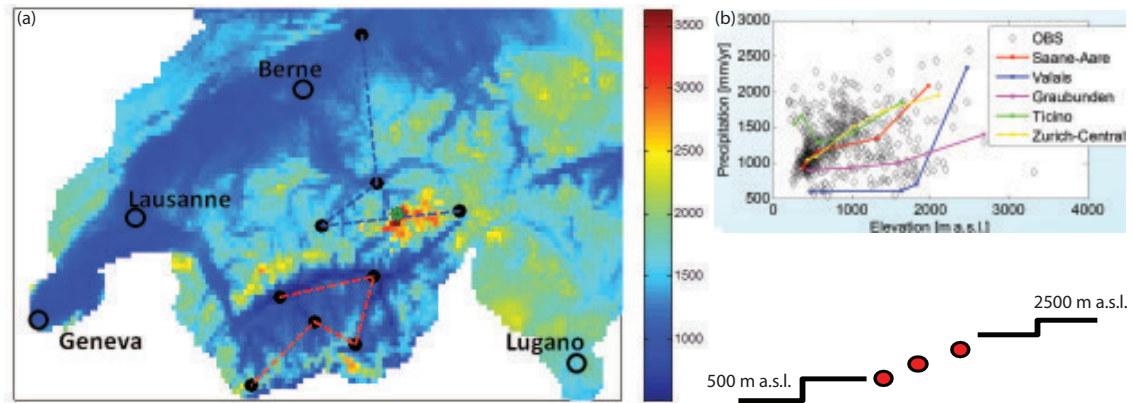 (a)
Berne
Lausanne
Geneva
Lugano
3500
3000
2500
2000
1500
1000
(b)
Precipitation [mm/yr]
3000
2500
2000
1500
1000
500
0
1000
2000
3000
4000
Elevation [m a.s.l.]
OBS
Saane-Aare
Valais
Graubunden
Ticino
Zurich-Central
2500 m a.s.l.
500 m a.s.l.